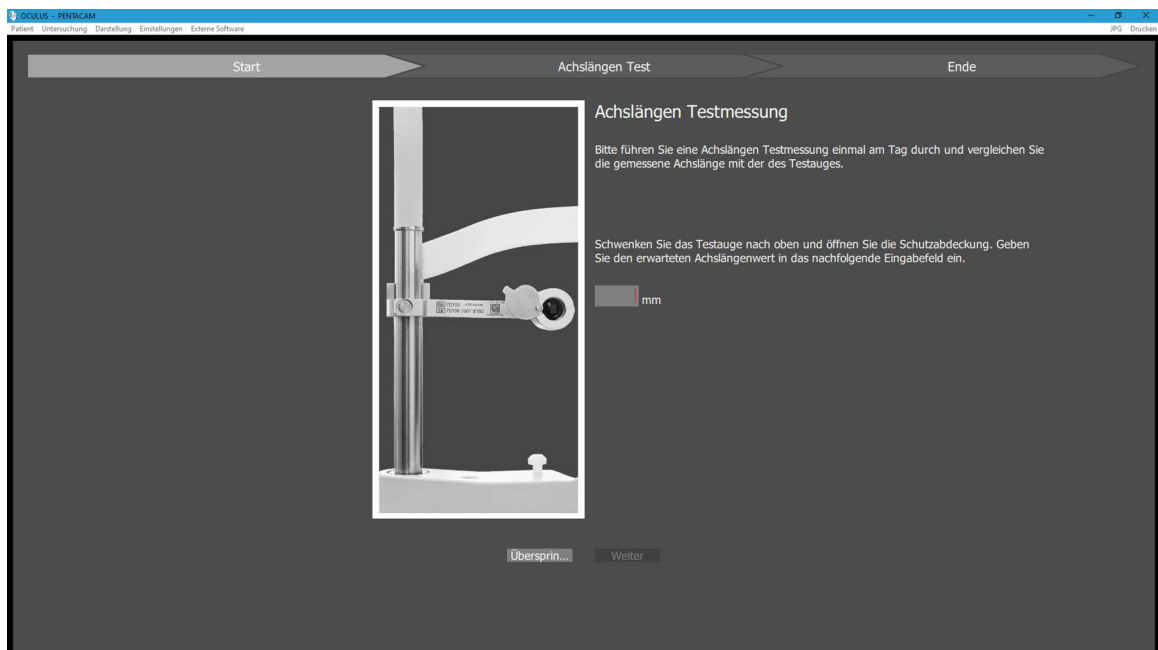 OCULUS - PENTACAM
Patient Untersuchung Darstellung Einstellungen Externe Software JPG Drucken
Start Achslängen Test Ende
Achslängen Testmessung
Bitte führen Sie eine Achslängen Testmessung einmal am Tag durch und vergleichen Sie
die gemessene Achslänge mit der des Testauges.
Schwenken Sie das Testauge nach oben und öffnen Sie die Schutzabdeckung. Geben
Sie den erwarteten Achslängenwert in das nachfolgende Eingabefeld ein.
mm
70100
Übersprin... Weiter